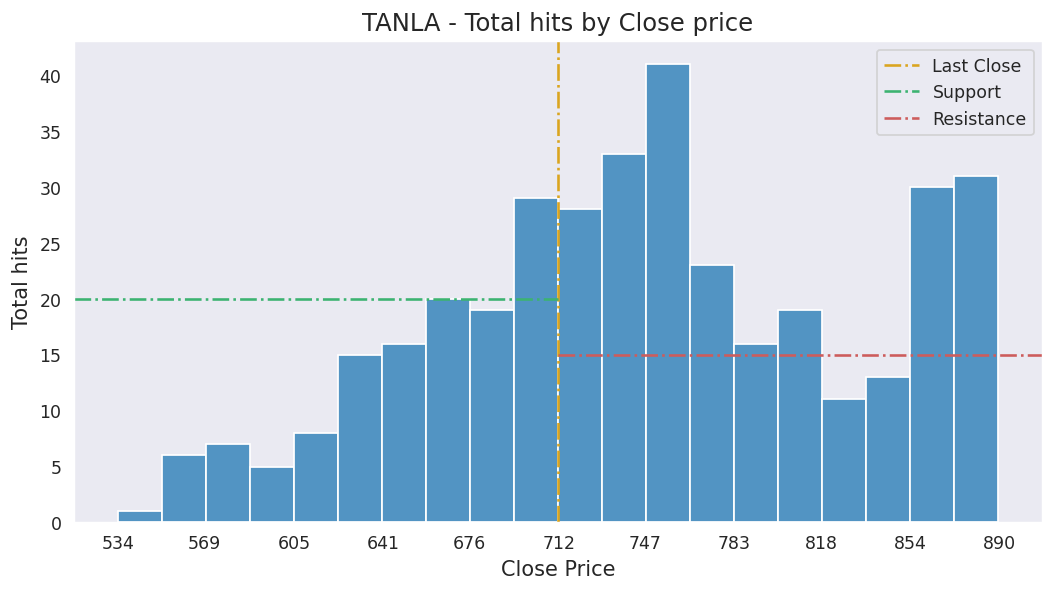 TANLA - Total hits by Close price
Last Close
Support
Resistance
Total hits
40
35
30
25
20
15
10
5
0
534 569 605 641 676 712 747 783 818 854 890
Close Price